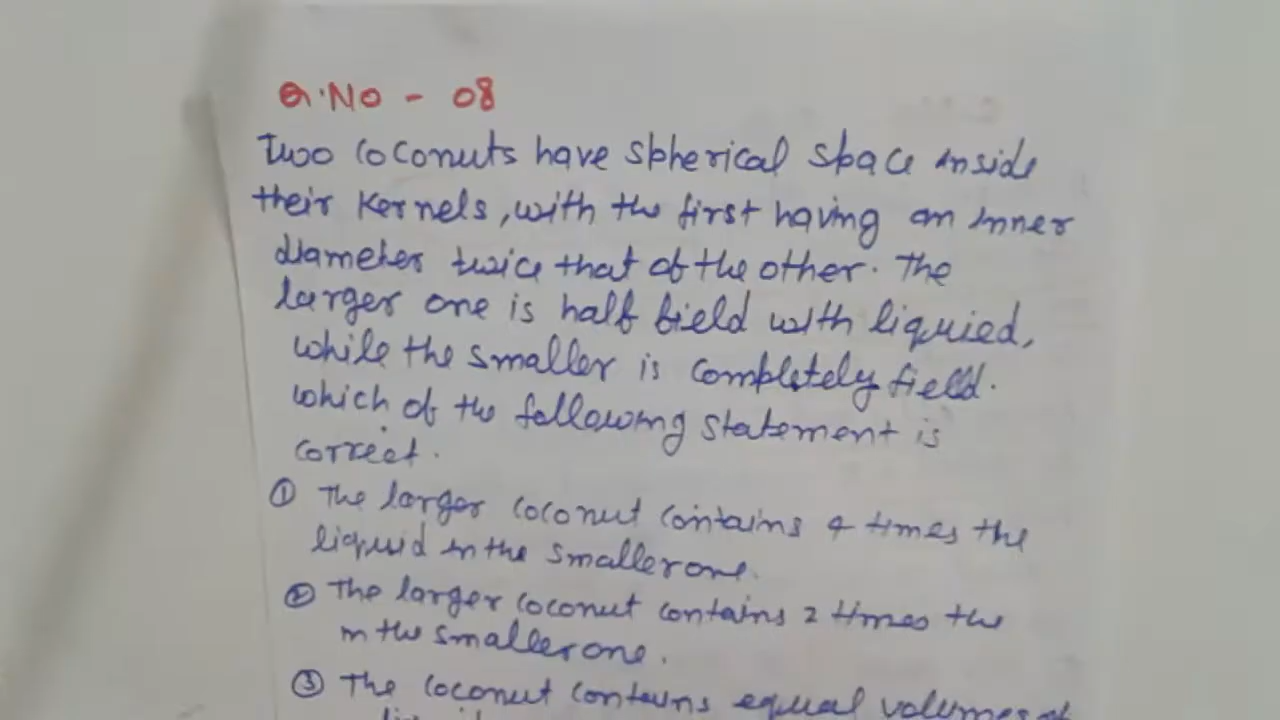 Q.NO - 08
Two coconuts have spherical space inside
their kernels, with the first having an inner
diameter twice that of the other. The
larger one is half field with liquied,
while the smaller is completely field.
which of the following statement is
correct.
① The larger coconut contains 4 times the
liquid in the smaller one.
② The larger coconut contains 2 times the
in the smaller one.
③ The coconut contains equal volumes of